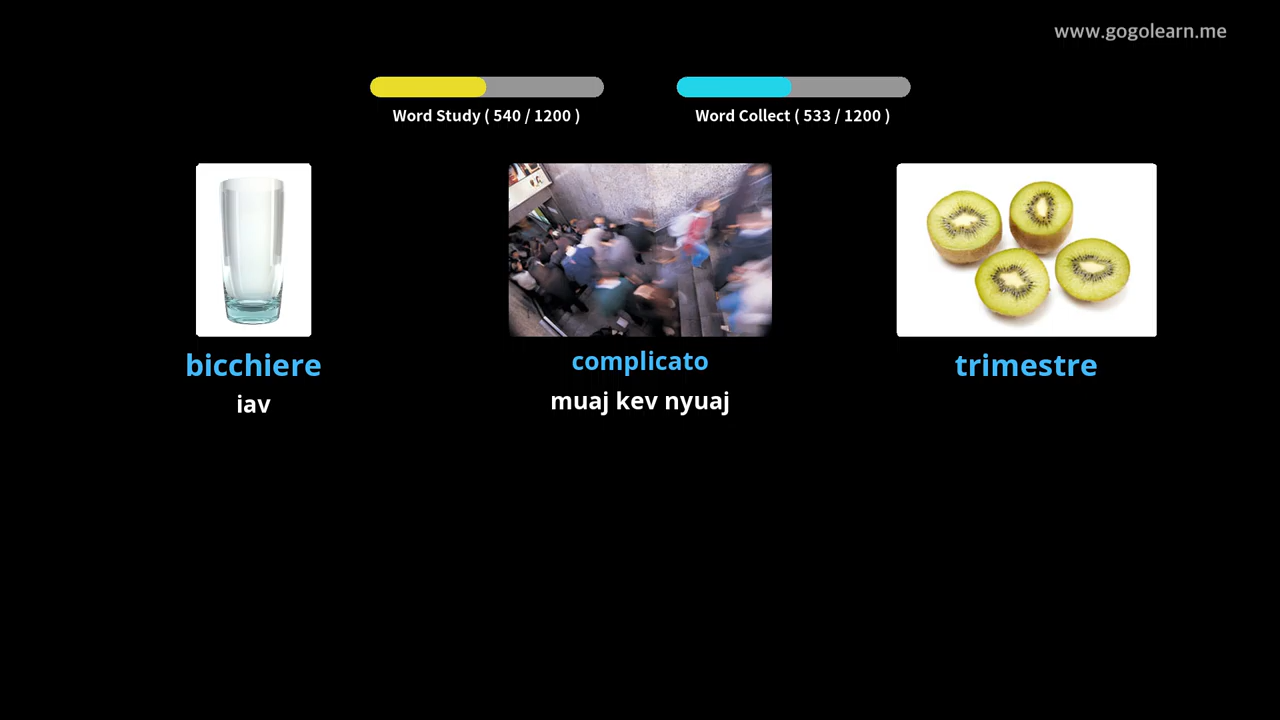 www.gogolearn.me
Word Study ( 540 / 1200 )
Word Collect ( 533 / 1200 )
bicchiere
iav
complicato
muaj kev nyuaj
trimestre